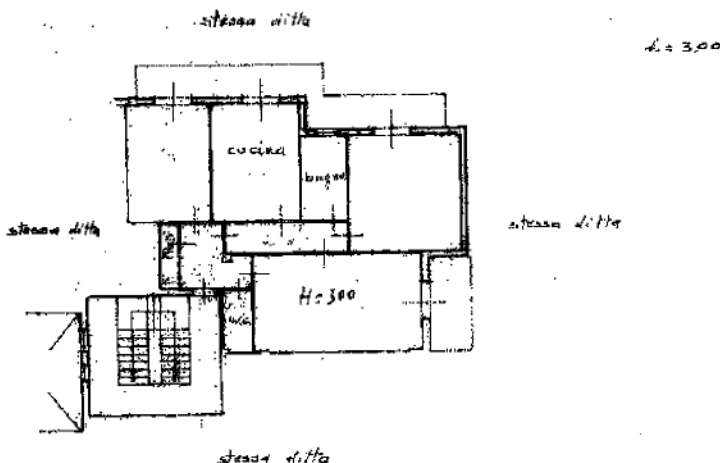 stessa ditta
h = 3,00
cucina
bagno
stessa ditta
stessa ditta
H=300
stessa ditta